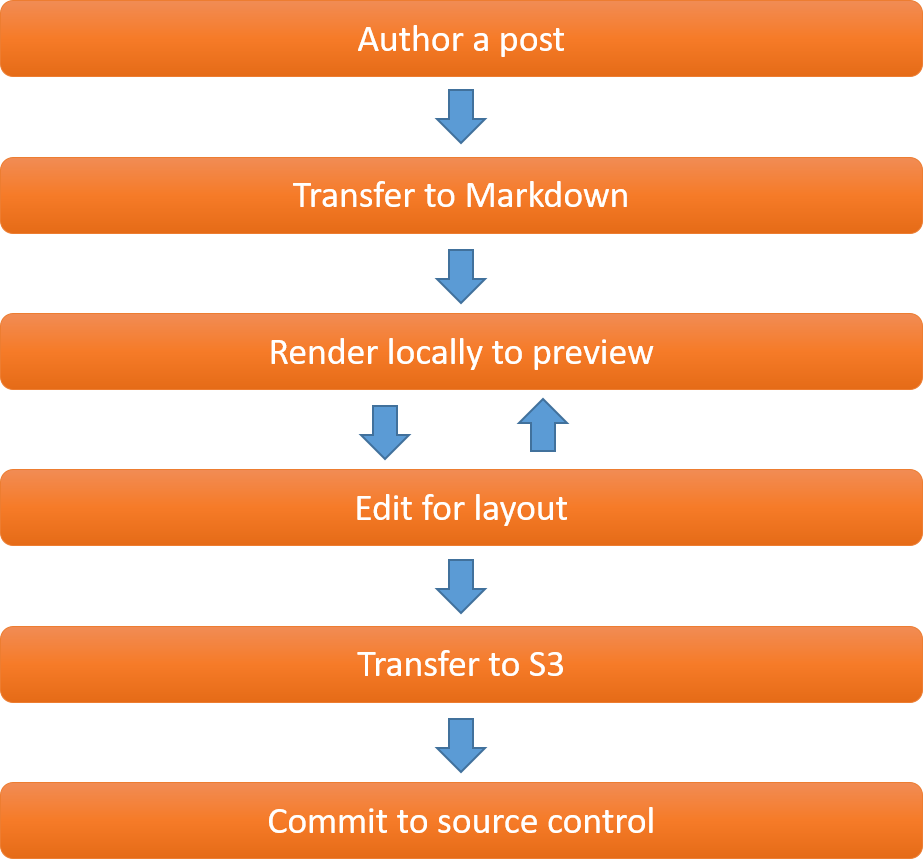 Author a post
Transfer to Markdown
Render locally to preview
Edit for layout
Transfer to S3
Commit to source control